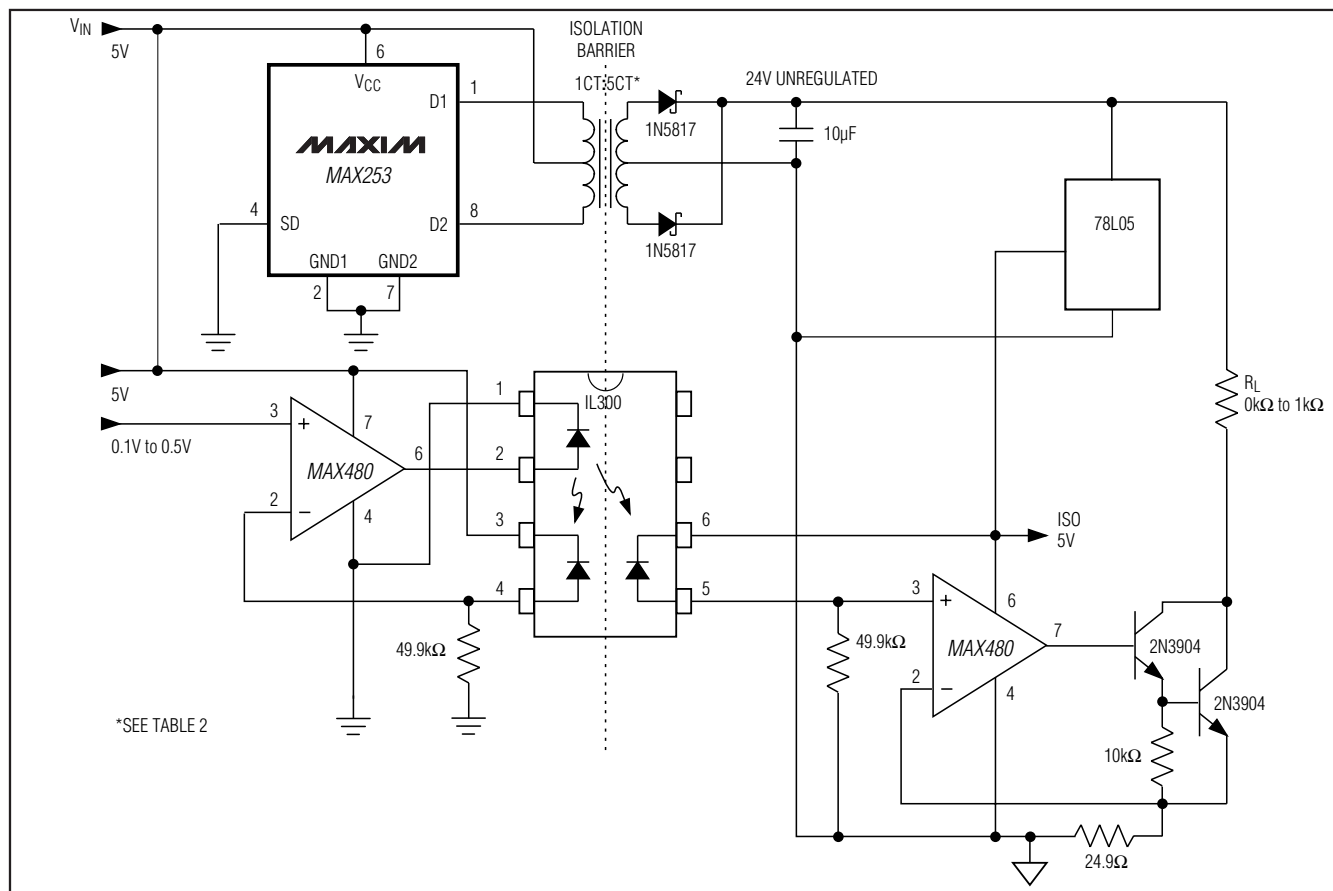 VIN
5V
ISOLATION
BARRIER
6
VCC
1CT:5CT*
24V UNREGULATED
D1
1
1N5817
10µF
MAXIM
MAX253
4
SD
D2
8
1N5817
78L05
GND1
GND2
2
7
5V
1
IL300
RL
0kΩ to 1kΩ
3
+
7
0.1V to 0.5V
MAX480
6
2
2
–
4
3
6
ISO
5V
4
5
3
+
6
49.9kΩ
49.9kΩ
MAX480
7
2N3904
2
–
4
2N3904
*SEE TABLE 2
10kΩ
24.9Ω